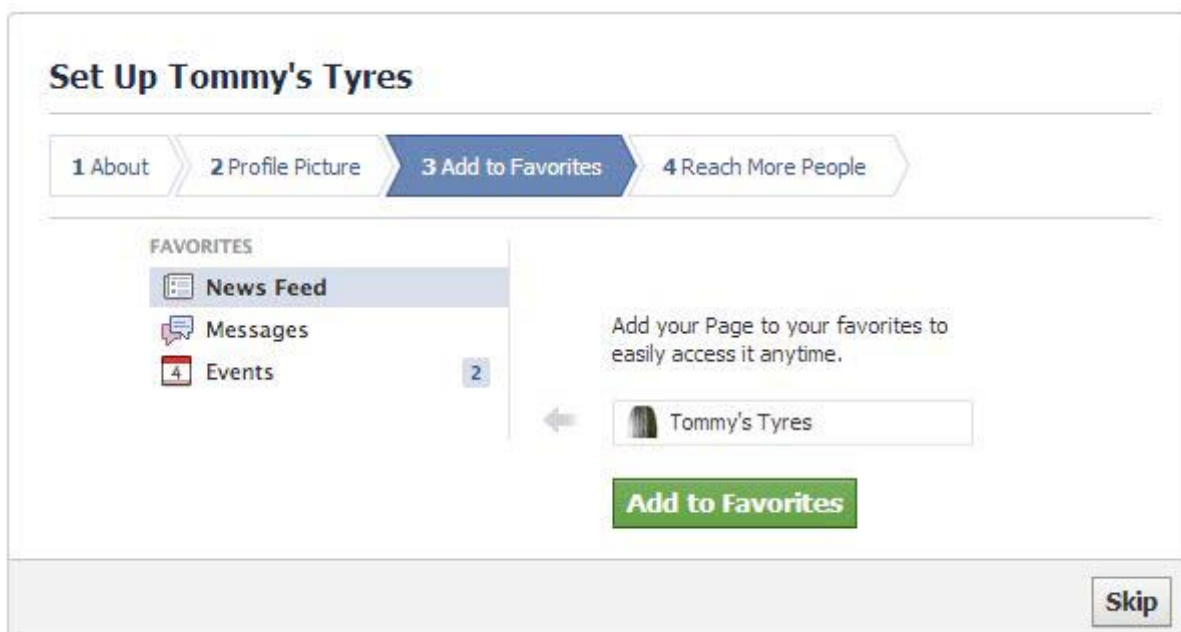 Set Up Tommy's Tyres
1 About
2 Profile Picture
3 Add to Favorites
4 Reach More People
FAVORITES
News Feed
Messages
4
Events
2
Add your Page to your favorites to
easily access it anytime.
Tommy's Tyres
Add to Favorites
Skip